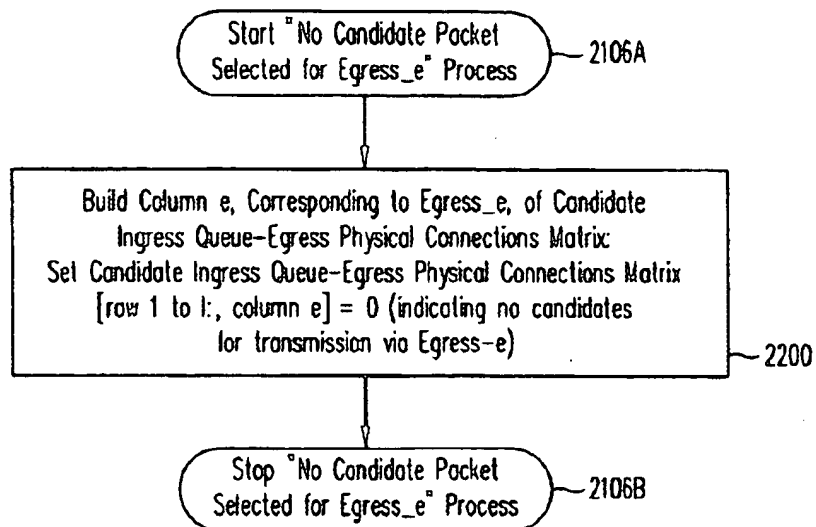 Start "No Candidate Packet
Selected for Egress_e" Process
2106A
Build Column e, Corresponding to Egress_e, of Candidate
Ingress Queue-Egress Physical Connections Matrix:
Set Candidate Ingress Queue-Egress Physical Connections Matrix
[row 1 to I:, column e] = 0 (indicating no candidates
for transmission via Egress-e)
2200
Stop "No Candidate Packet
Selected for Egress_e" Process
2106B